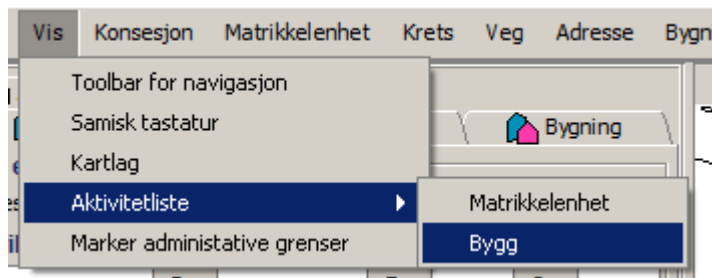 Vis Konsesjon Matrikkelenhet Krets Veg Adresse
Toolbar for navigasjon
Samisk tastatur
Bygning
Kartlag
Aktivitetliste
Matrikkelenhet
Marker administative grenser
Bygg